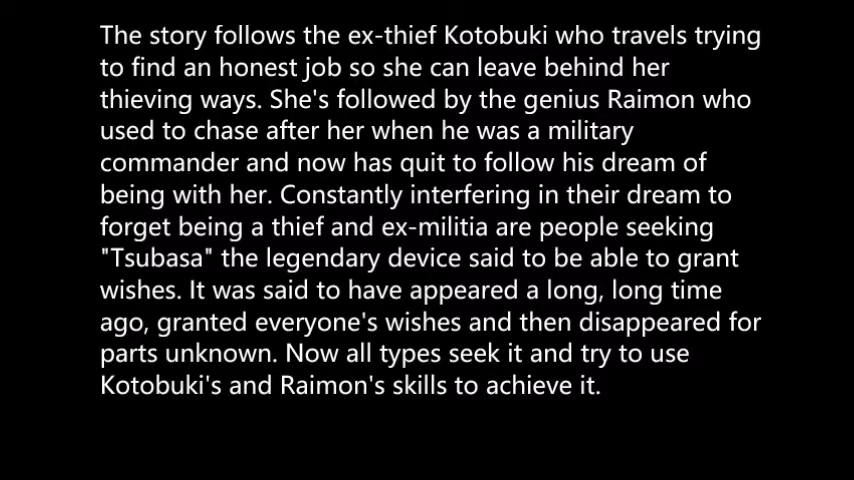 The story follows the ex-thief Kotobuki who travels trying
to find an honest job so she can leave behind her
thieving ways. She's followed by the genius Raimon who
used to chase after her when he was a military
commander and now has quit to follow his dream of
being with her. Constantly interfering in their dream to
forget being a thief and ex-militia are people seeking
"Tsubasa" the legendary device said to be able to grant
wishes. It was said to have appeared a long, long time
ago, granted everyone's wishes and then disappeared for
parts unknown. Now all types seek it and try to use
Kotobuki's and Raimon's skills to achieve it.